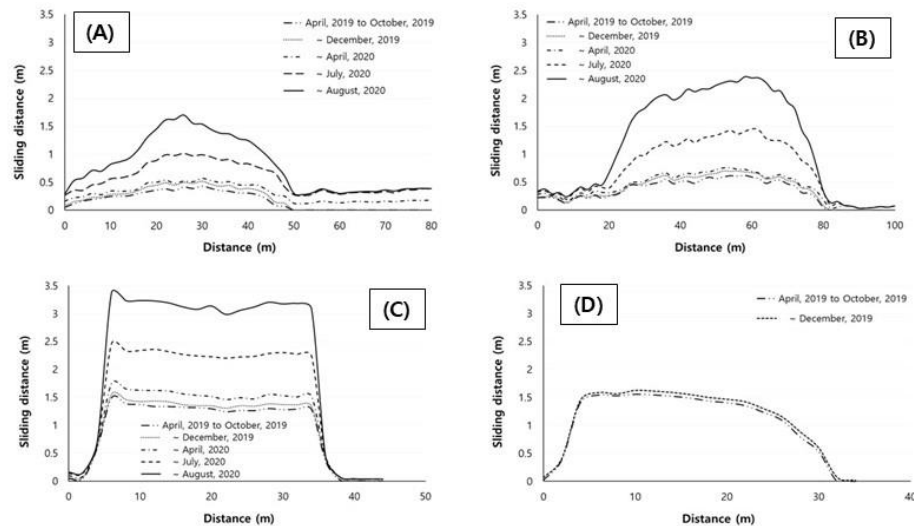 (A)
April, 2019 to October, 2019
~ December, 2019
~ April, 2020
~ July, 2020
~ August, 2020
Sliding distance (m)
3.5
3
2.5
2
1.5
1
0.5
0
0 10 20 30 40 50 60 70 80
Distance (m)
(B)
April, 2019 to October, 2019
~ December, 2019
~ April, 2020
~ July, 2020
~ August, 2020
Sliding distance (m)
3.5
3
2.5
2
1.5
1
0.5
0
0 20 40 60 80 100
Distance (m)
(C)
April, 2019 to October, 2019
~ December, 2019
~ April, 2020
~ July, 2020
~ August, 2020
Sliding distance (m)
3.5
3
2.5
2
1.5
1
0.5
0
0 10 20 30 40 50
Distance (m)
(D)
April, 2019 to October, 2019
~ December, 2019
Sliding distance (m)
3.5
3
2.5
2
1.5
1
0.5
0
0 10 20 30 40
Distance (m)